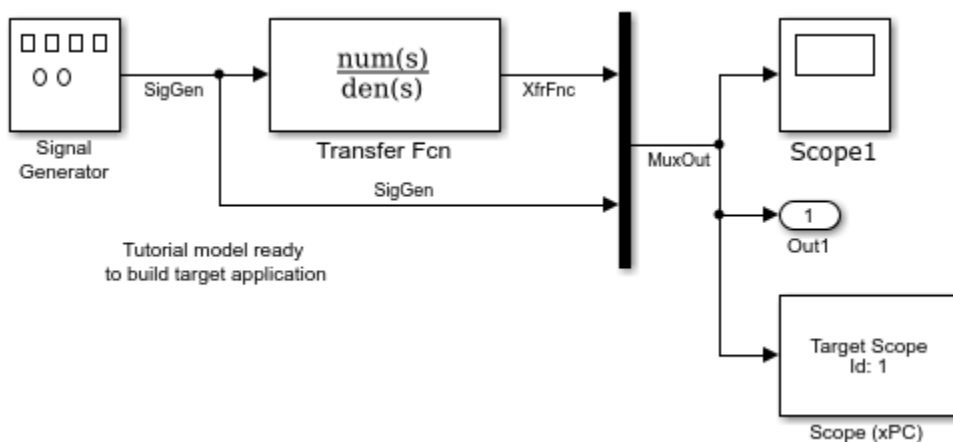 num(s)
den(s)
SigGen
XfrFnc
Signal
Generator
Transfer Fcn
MuxOut
Scope1
SigGen
1
Out1
Tutorial model ready
to build target application
Target Scope
Id: 1
Scope (xPC)